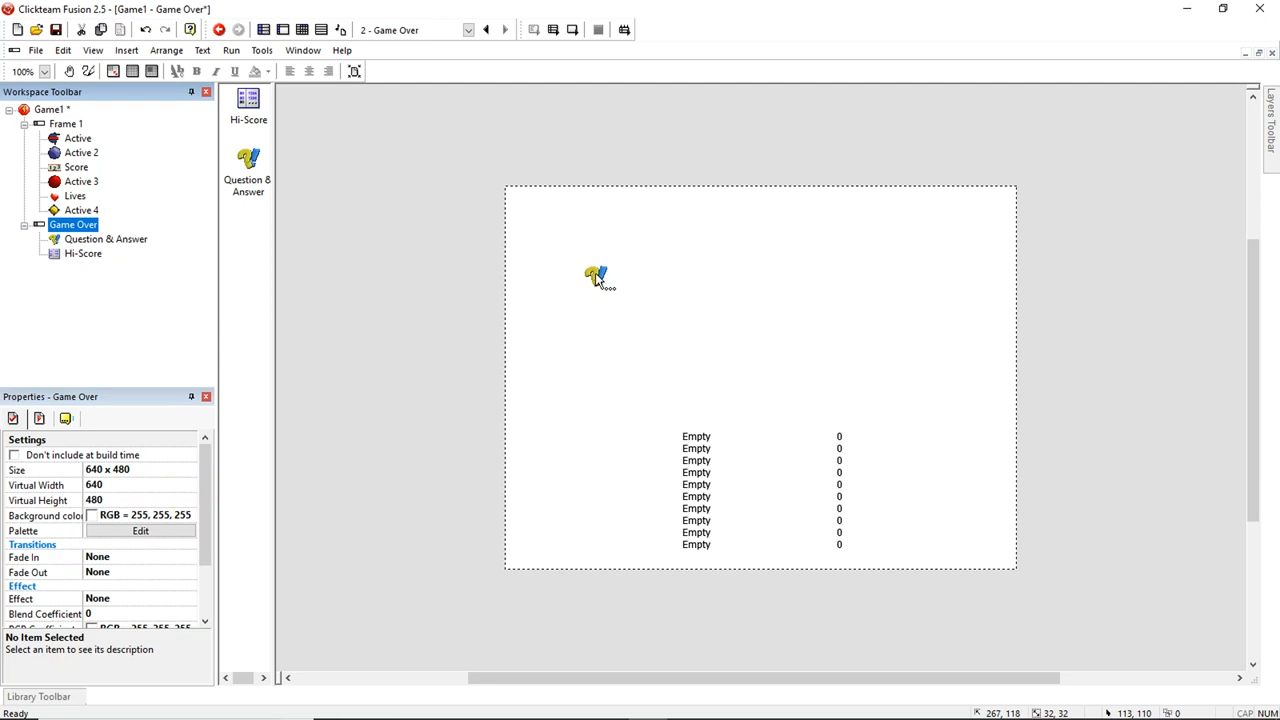 Clickteam Fusion 2.5 - [Game1 - Game Over*]
2 - Game Over
File Edit View Insert Arrange Text Run Tools Window Help
100%
Workspace Toolbar
Game1 *
Frame 1
Active
Active 2
Score
Active 3
Lives
Active 4
Game Over
Question & Answer
Hi-Score
Hi-Score
Question &
Answer
Layers Toolbar
Empty 0
Empty 0
Empty 0
Empty 0
Empty 0
Empty 0
Empty 0
Empty 0
Empty 0
Empty 0
Properties - Game Over
Settings
Don't include at build time
Size 640 x 480
Virtual Width 640
Virtual Height 480
Background colou RGB = 255, 255, 255
Palette Edit
Transitions
Fade In None
Fade Out None
Effect
Effect None
Blend Coefficient 0
No Item Selected
Select an item to see its description
Library Toolbar
Ready 267, 118 32, 32 113, 110 0 CAP NUM